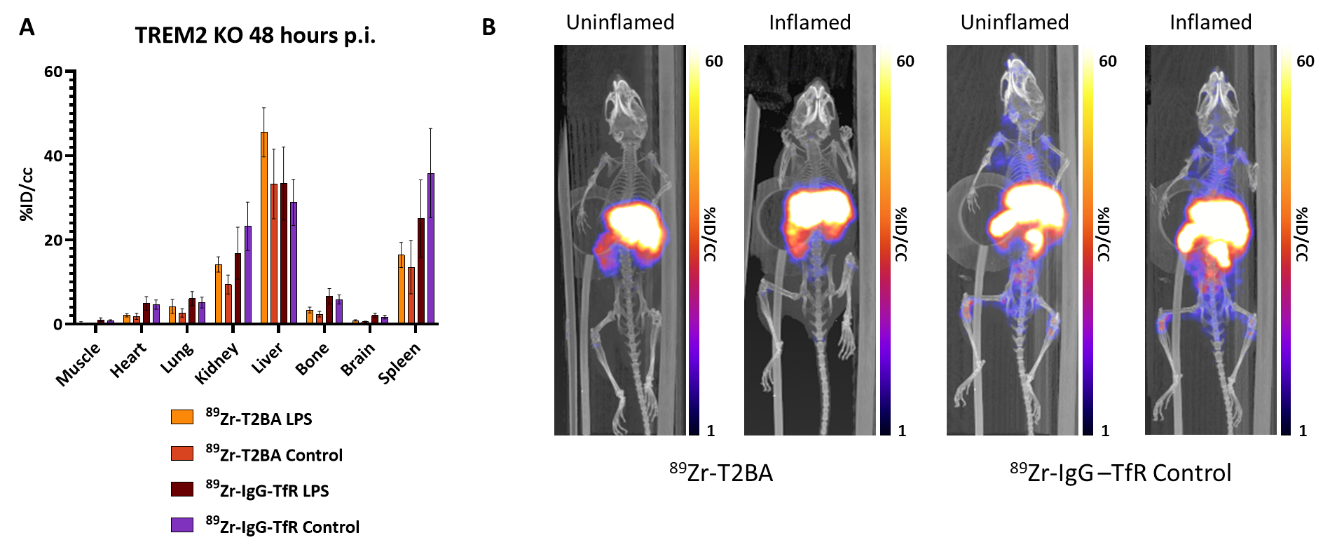 A
TREM2 KO 48 hours p.i.
%ID/cc
60
40
20
0
Muscle
Heart
Lung
Kidney
Liver
Bone
Brain
Spleen
⁸⁹Zr-T2BA LPS
⁸⁹Zr-T2BA Control
⁸⁹Zr-IgG-TfR LPS
⁸⁹Zr-IgG-TfR Control
B
Uninflamed
Inflamed
Uninflamed
Inflamed
60
%ID/CC
1
60
%ID/CC
1
60
%ID/CC
1
60
%ID/CC
1
⁸⁹Zr-T2BA
⁸⁹Zr-IgG–TfR Control